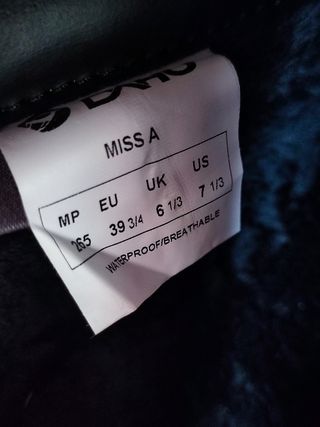 MISS A
MP EU UK US
265 39 3/4 6 1/3 7 1/3
WATERPROOF/BREATHABLE